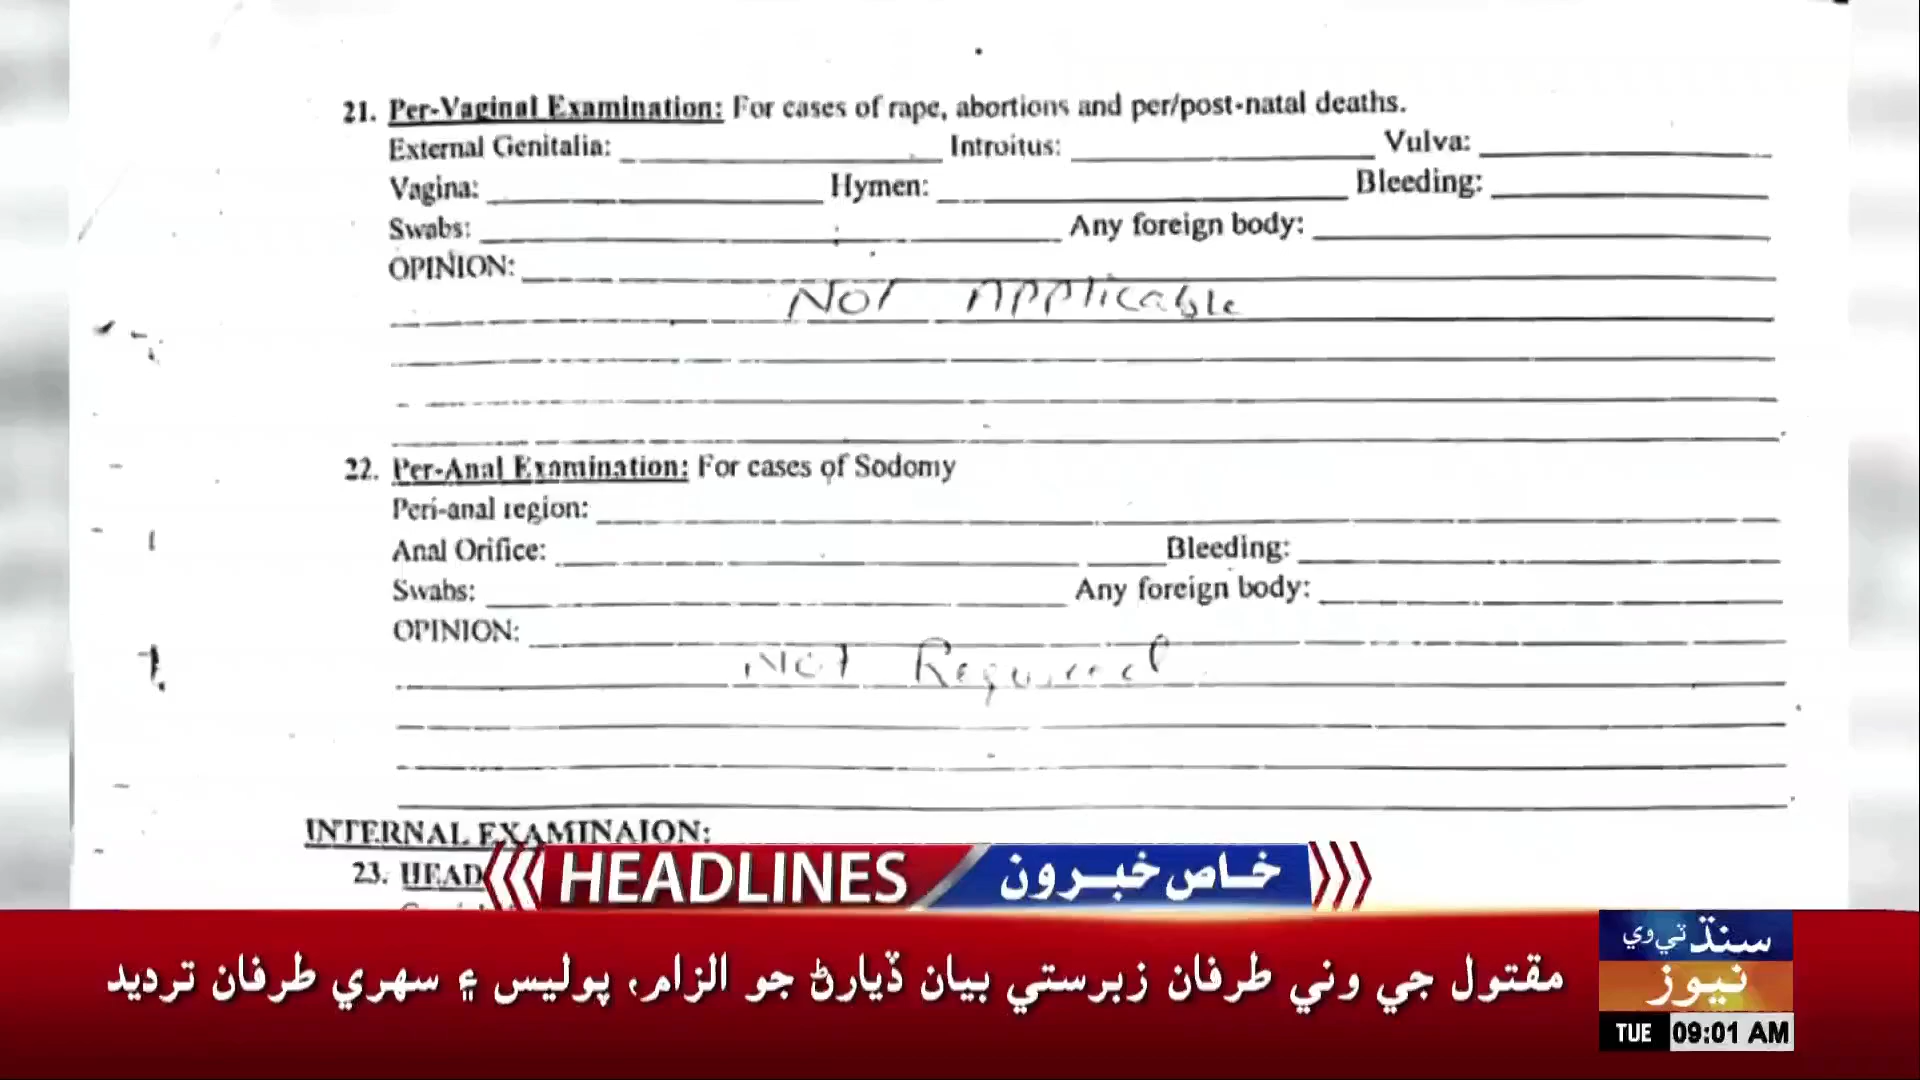 21. Per-Vaginal Examination: For cases of rape, abortions and per/post-natal deaths.
External Genitalia: Introitus: Vulva:
Vagina: Hymen: Bleeding:
Swabs: Any foreign body:
OPINION:
Not Applicable
22. Per-Anal Examination: For cases of Sodomy
Peri-anal region:
Anal Orifice: Bleeding:
Swabs: Any foreign body:
OPINION:
Not Required
INTERNAL EXAMINAION:
23. HEAD
HEADLINES خاص خبرون
مقتول جي وني طرفان زبرستي بيان ڏيارڻ جو الزام، پوليس ۽ سهري طرفان ترديد
سنڌ ٽي وي
نيوز
TUE 09:01 AM